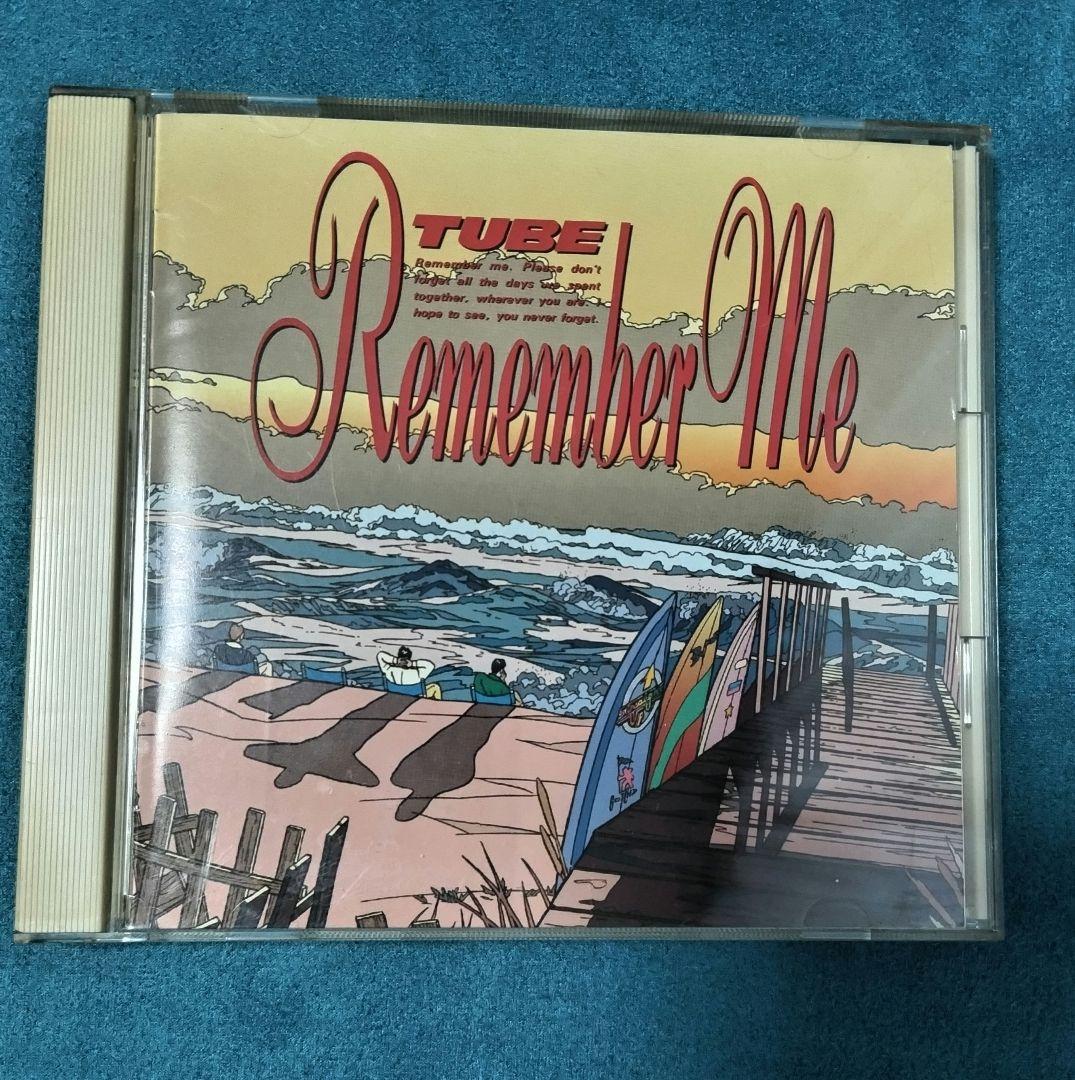 TUBE
Remember me. Please don't
forget all the days we spent
together, wherever you are.
hope to see, you never forget.
Remember Me